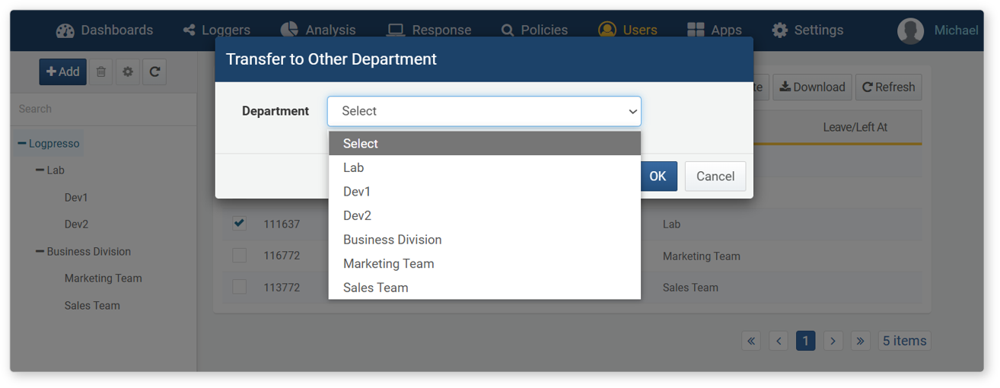 Dashboards Loggers Analysis Response Policies Users Apps Settings Michael
Transfer to Other Department
Add
Download Refresh
Search
Department Select
Leave/Left At
Logpresso
Select
Lab
Lab
Dev1
Dev2
Business Division
Marketing Team
Sales Team
OK Cancel
Dev1
Dev2
111637 Lab
Business Division
116772 Marketing Team
Marketing Team
113772 Sales Team
Sales Team
« ‹ 1 › » 5 items